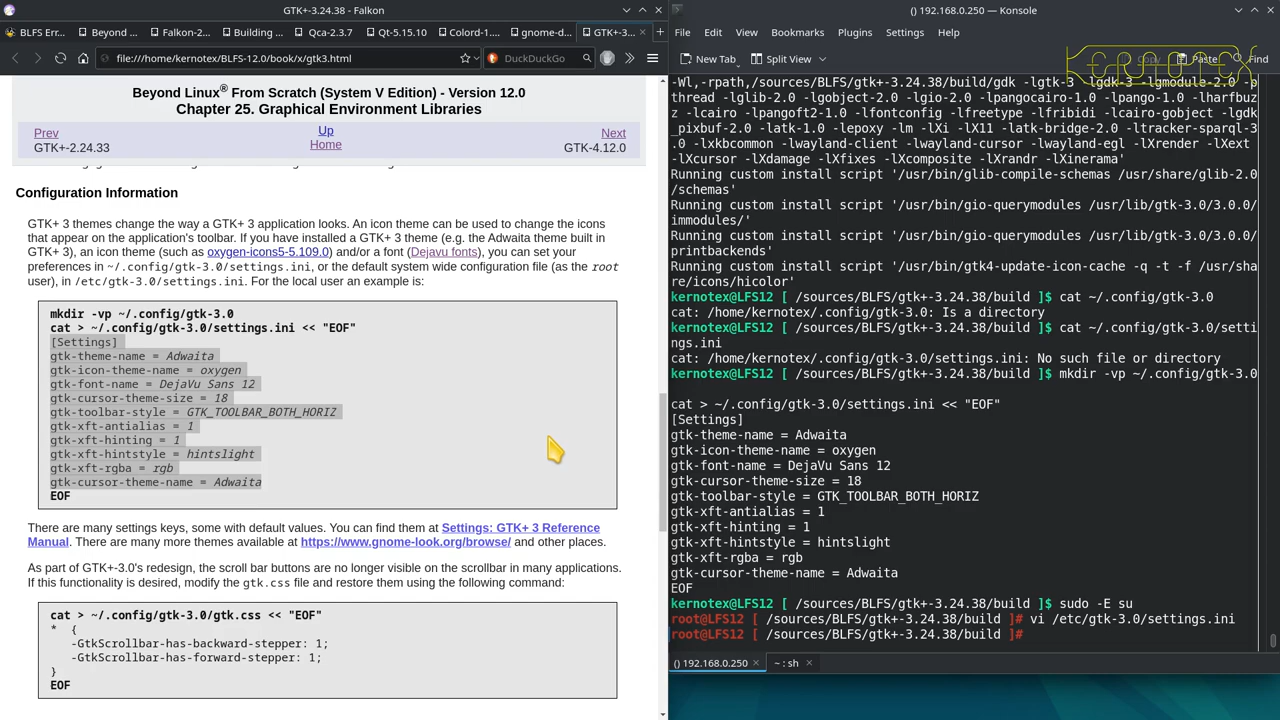 GTK+-3.24.38 - Falkon
BLFS Err...
Beyond ...
Falkon-2...
Building ...
Qca-2.3.7
Qt-5.15.10
Colord-1....
gnome-d...
GTK+-3...
file:///home/kernotex/BLFS-12.0/book/x/gtk3.html
DuckDuckGo
Beyond Linux® From Scratch (System V Edition) - Version 12.0
Chapter 25. Graphical Environment Libraries
Prev
Up
Next
GTK+-2.24.33
Home
GTK-4.12.0
Configuration Information
GTK+ 3 themes change the way a GTK+ 3 application looks. An icon theme can be used to change the icons
that appear on the application's toolbar. If you have installed a GTK+ 3 theme (e.g. the Adwaita theme built in
GTK+ 3), an icon theme (such as oxygen-icons5-5.109.0) and/or a font (Dejavu fonts), you can set your
preferences in ~/.config/gtk-3.0/settings.ini, or the default system wide configuration file (as the root
user), in /etc/gtk-3.0/settings.ini. For the local user an example is:
mkdir -vp ~/.config/gtk-3.0
cat > ~/.config/gtk-3.0/settings.ini << "EOF"
[Settings]
gtk-theme-name = Adwaita
gtk-icon-theme-name = oxygen
gtk-font-name = DejaVu Sans 12
gtk-cursor-theme-size = 18
gtk-toolbar-style = GTK_TOOLBAR_BOTH_HORIZ
gtk-xft-antialias = 1
gtk-xft-hinting = 1
gtk-xft-hintstyle = hintslight
gtk-xft-rgba = rgb
gtk-cursor-theme-name = Adwaita
EOF
There are many settings keys, some with default values. You can find them at Settings: GTK+ 3 Reference
Manual. There are many more themes available at https://www.gnome-look.org/browse/ and other places.
As part of GTK+-3.0's redesign, the scroll bar buttons are no longer visible on the scrollbar in many applications.
If this functionality is desired, modify the gtk.css file and restore them using the following command:
cat > ~/.config/gtk-3.0/gtk.css << "EOF"
* {
-GtkScrollbar-has-backward-stepper: 1;
-GtkScrollbar-has-forward-stepper: 1;
}
EOF
() 192.168.0.250 — Konsole
File Edit View Bookmarks Plugins Settings Help
New Tab Split View Copy Paste Find
KERNOTEX
-Wl,-rpath,/sources/BLFS/gtk+-3.24.38/build/gdk -lgtk-3 -lgdk-3 -lgmodule-2.0 -p
thread -lglib-2.0 -lgobject-2.0 -lgio-2.0 -lpangocairo-1.0 -lpango-1.0 -lharfbuz
z -lcairo -lpangoft2-1.0 -lfontconfig -lfreetype -lfribidi -lcairo-gobject -lgdk
_pixbuf-2.0 -latk-1.0 -lepoxy -lm -lXi -lX11 -latk-bridge-2.0 -ltracker-sparql-3
.0 -lxkbcommon -lwayland-client -lwayland-cursor -lwayland-egl -lXrender -lXext
-lXcursor -lXdamage -lXfixes -lXcomposite -lXrandr -lXinerama'
Running custom install script '/usr/bin/glib-compile-schemas /usr/share/glib-2.0
/schemas'
Running custom install script '/usr/bin/gio-querymodules /usr/lib/gtk-3.0/3.0.0/
immodules/'
Running custom install script '/usr/bin/gio-querymodules /usr/lib/gtk-3.0/3.0.0/
printbackends'
Running custom install script '/usr/bin/gtk4-update-icon-cache -q -t -f /usr/sha
re/icons/hicolor'
kernotex@LFS12 [ /sources/BLFS/gtk+-3.24.38/build ]$ cat ~/.config/gtk-3.0
cat: /home/kernotex/.config/gtk-3.0: Is a directory
kernotex@LFS12 [ /sources/BLFS/gtk+-3.24.38/build ]$ cat ~/.config/gtk-3.0/setti
ngs.ini
cat: /home/kernotex/.config/gtk-3.0/settings.ini: No such file or directory
kernotex@LFS12 [ /sources/BLFS/gtk+-3.24.38/build ]$ mkdir -vp ~/.config/gtk-3.0
cat > ~/.config/gtk-3.0/settings.ini << "EOF"
[Settings]
gtk-theme-name = Adwaita
gtk-icon-theme-name = oxygen
gtk-font-name = DejaVu Sans 12
gtk-cursor-theme-size = 18
gtk-toolbar-style = GTK_TOOLBAR_BOTH_HORIZ
gtk-xft-antialias = 1
gtk-xft-hinting = 1
gtk-xft-hintstyle = hintslight
gtk-xft-rgba = rgb
gtk-cursor-theme-name = Adwaita
EOF
kernotex@LFS12 [ /sources/BLFS/gtk+-3.24.38/build ]$ sudo -E su
root@LFS12 [ /sources/BLFS/gtk+-3.24.38/build ]# vi /etc/gtk-3.0/settings.ini
root@LFS12 [ /sources/BLFS/gtk+-3.24.38/build ]#
() 192.168.0.250
~ : sh